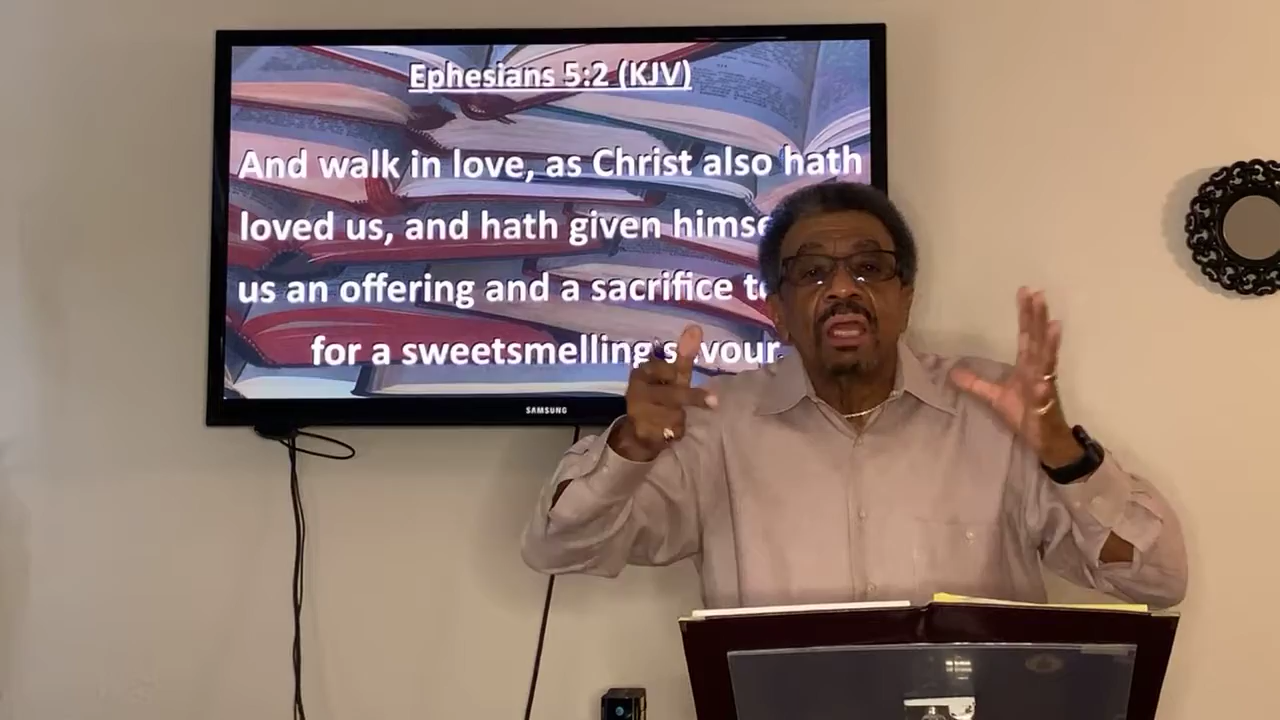 Ephesians 5:2 (KJV)
And walk in love, as Christ also hath
loved us, and hath given
us an offering and a sacrifice
for a sweetsmelling
SAMSUNG